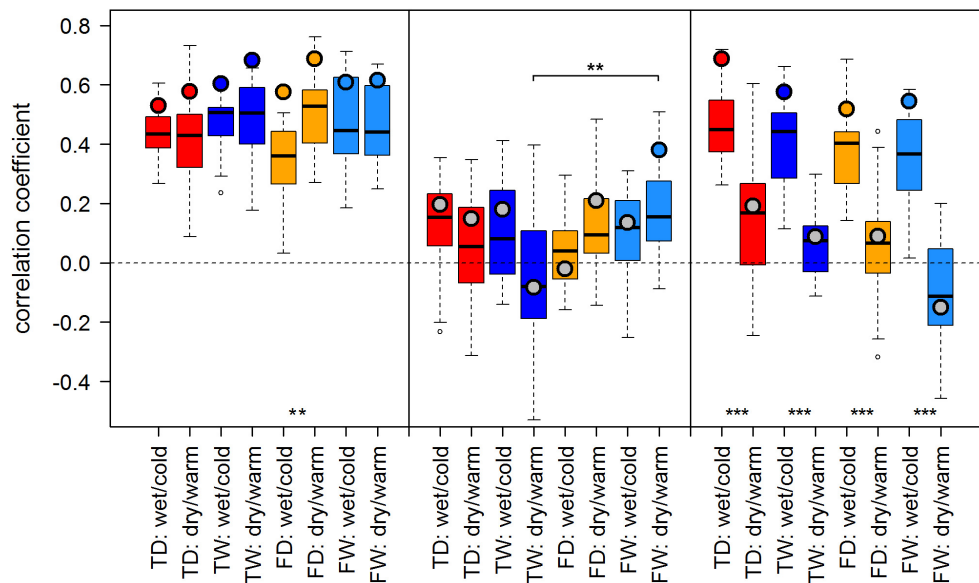 correlation coefficient
0.8
0.6
0.4
0.2
0.0
-0.2
-0.4
**
**
*** *** *** ***
TD: wet/cold
TD: dry/warm
TW: wet/cold
TW: dry/warm
FD: wet/cold
FD: dry/warm
FW: wet/cold
FW: dry/warm
TD: wet/cold
TD: dry/warm
TW: wet/cold
TW: dry/warm
FD: wet/cold
FD: dry/warm
FW: wet/cold
FW: dry/warm
TD: wet/cold
TD: dry/warm
TW: wet/cold
TW: dry/warm
FD: wet/cold
FD: dry/warm
FW: wet/cold
FW: dry/warm